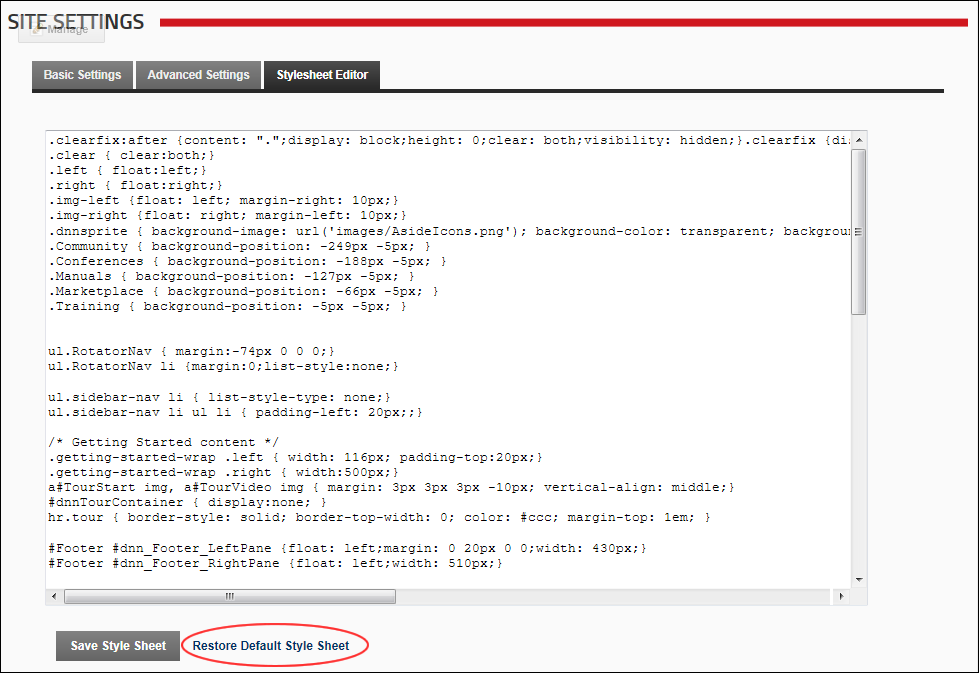 SITE SETTINGS
Manage
Basic Settings Advanced Settings Stylesheet Editor
.clearfix:after {content: ".";display: block;height: 0;clear: both;visibility: hidden;}.clearfix {di
.clear { clear:both;}
.left { float:left;}
.right { float:right;}
.img-left {float: left; margin-right: 10px;}
.img-right {float: right; margin-left: 10px;}
.dnnsprite { background-image: url('images/AsideIcons.png'); background-color: transparent; backgroun
.Community { background-position: -249px -5px; }
.Conferences { background-position: -188px -5px; }
.Manuals { background-position: -127px -5px; }
.Marketplace { background-position: -66px -5px; }
.Training { background-position: -5px -5px; }
ul.RotatorNav { margin:-74px 0 0 0;}
ul.RotatorNav li {margin:0;list-style:none;}
ul.sidebar-nav li { list-style-type: none;}
ul.sidebar-nav li ul li { padding-left: 20px;;}
/* Getting Started content */
.getting-started-wrap .left { width: 116px; padding-top:20px;}
.getting-started-wrap .right { width:500px;}
a#TourStart img, a#TourVideo img { margin: 3px 3px 3px -10px; vertical-align: middle;}
#dnnTourContainer { display:none; }
hr.tour { border-style: solid; border-top-width: 0; color: #ccc; margin-top: 1em; }
#Footer #dnn_Footer_LeftPane {float: left;margin: 0 20px 0 0;width: 430px;}
#Footer #dnn_Footer_RightPane {float: left;width: 510px;}
Save Style Sheet Restore Default Style Sheet